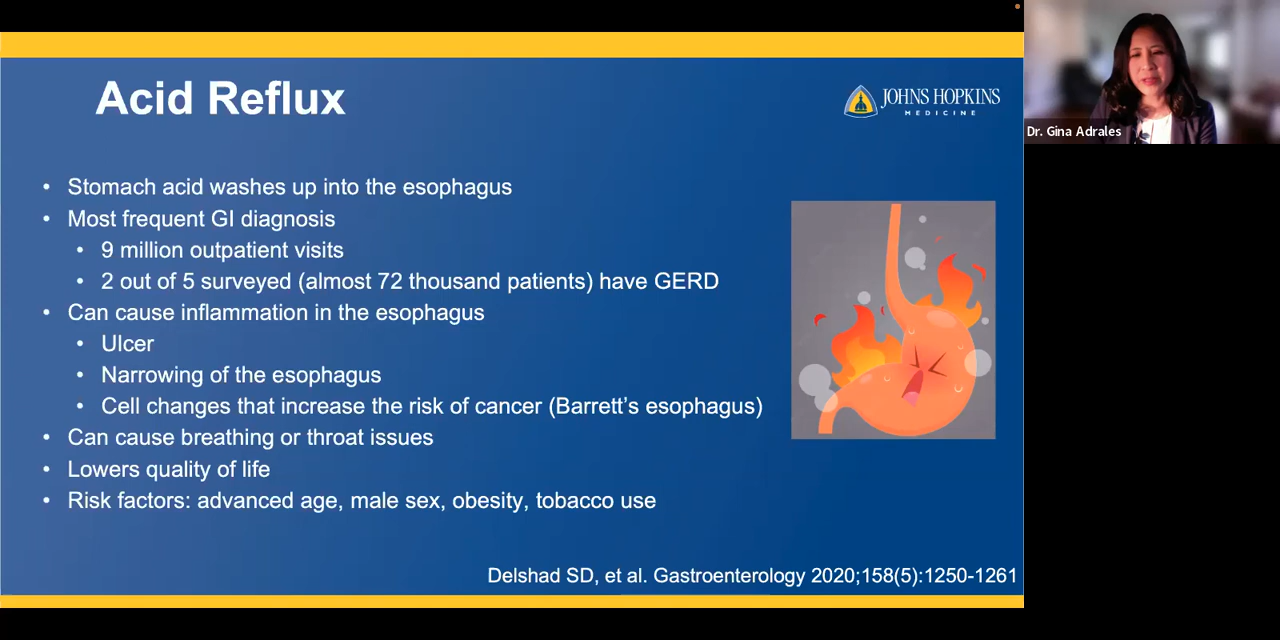 Acid Reflux
JOHNS HOPKINS
MEDICINE
Dr. Gina Adrales
• Stomach acid washes up into the esophagus
• Most frequent GI diagnosis
• 9 million outpatient visits
• 2 out of 5 surveyed (almost 72 thousand patients) have GERD
• Can cause inflammation in the esophagus
• Ulcer
• Narrowing of the esophagus
• Cell changes that increase the risk of cancer (Barrett’s esophagus)
• Can cause breathing or throat issues
• Lowers quality of life
• Risk factors: advanced age, male sex, obesity, tobacco use
Delshad SD, et al. Gastroenterology 2020;158(5):1250-1261